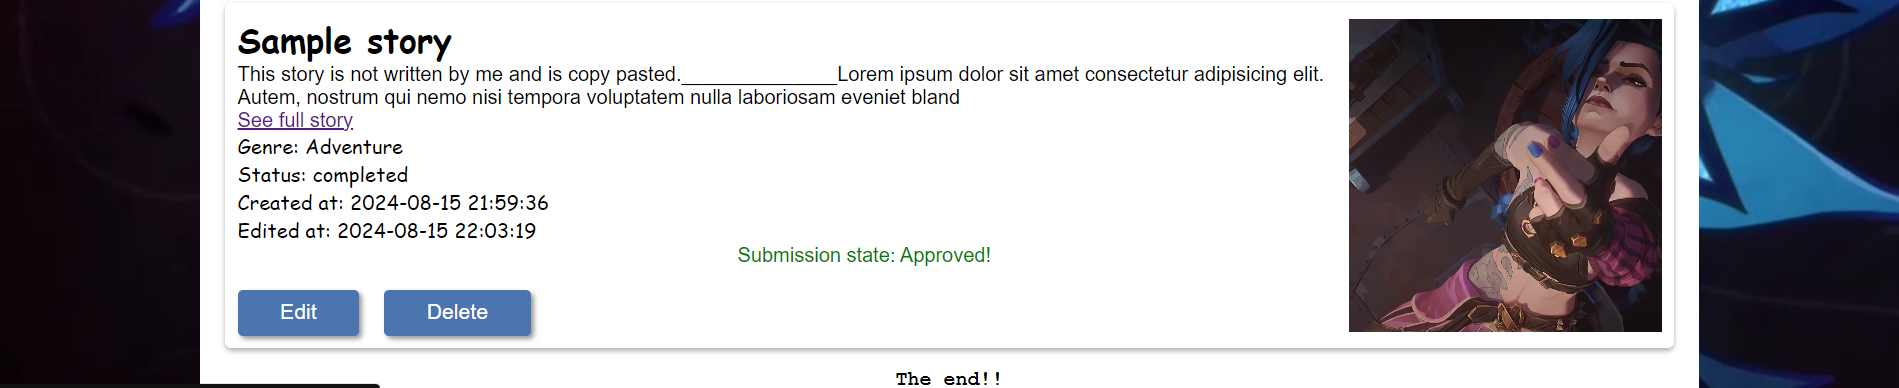 Sample story
This story is not written by me and is copy pasted.______________Lorem ipsum dolor sit amet consectetur adipisicing elit.
Autem, nostrum qui nemo nisi tempora voluptatem nulla laboriosam eveniet bland
See full story
Genre: Adventure
Status: completed
Created at: 2024-08-15 21:59:36
Edited at: 2024-08-15 22:03:19
Submission state: Approved!
Edit Delete
The end!!